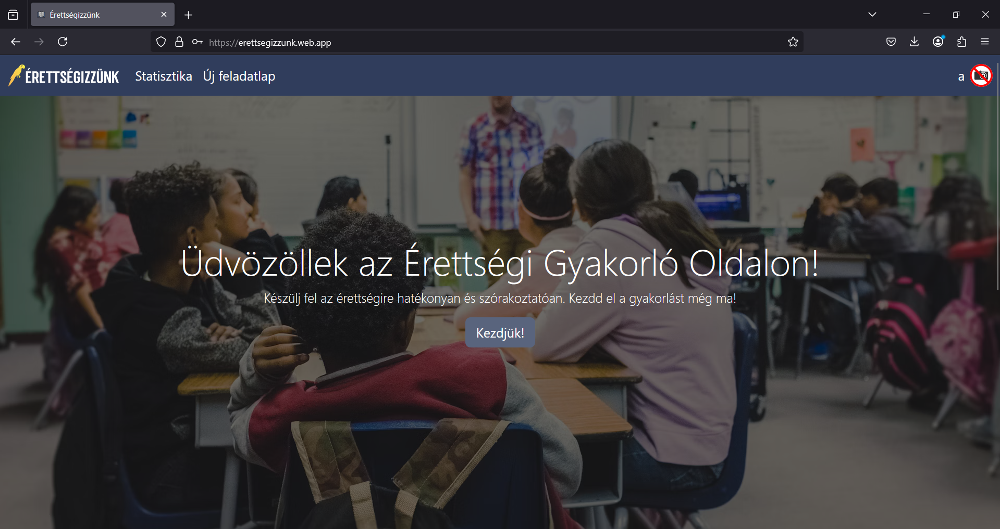 Érettségizzünk
https://erettsegizzunk.web.app
ÉRETTSÉGIZZÜNK Statisztika Új feladatlap a
Üdvözöllek az Érettségi Gyakorló Oldalon!
Készülj fel az érettségire hatékonyan és szórakoztatóan. Kezdd el a gyakorlást még ma!
Kezdjük!